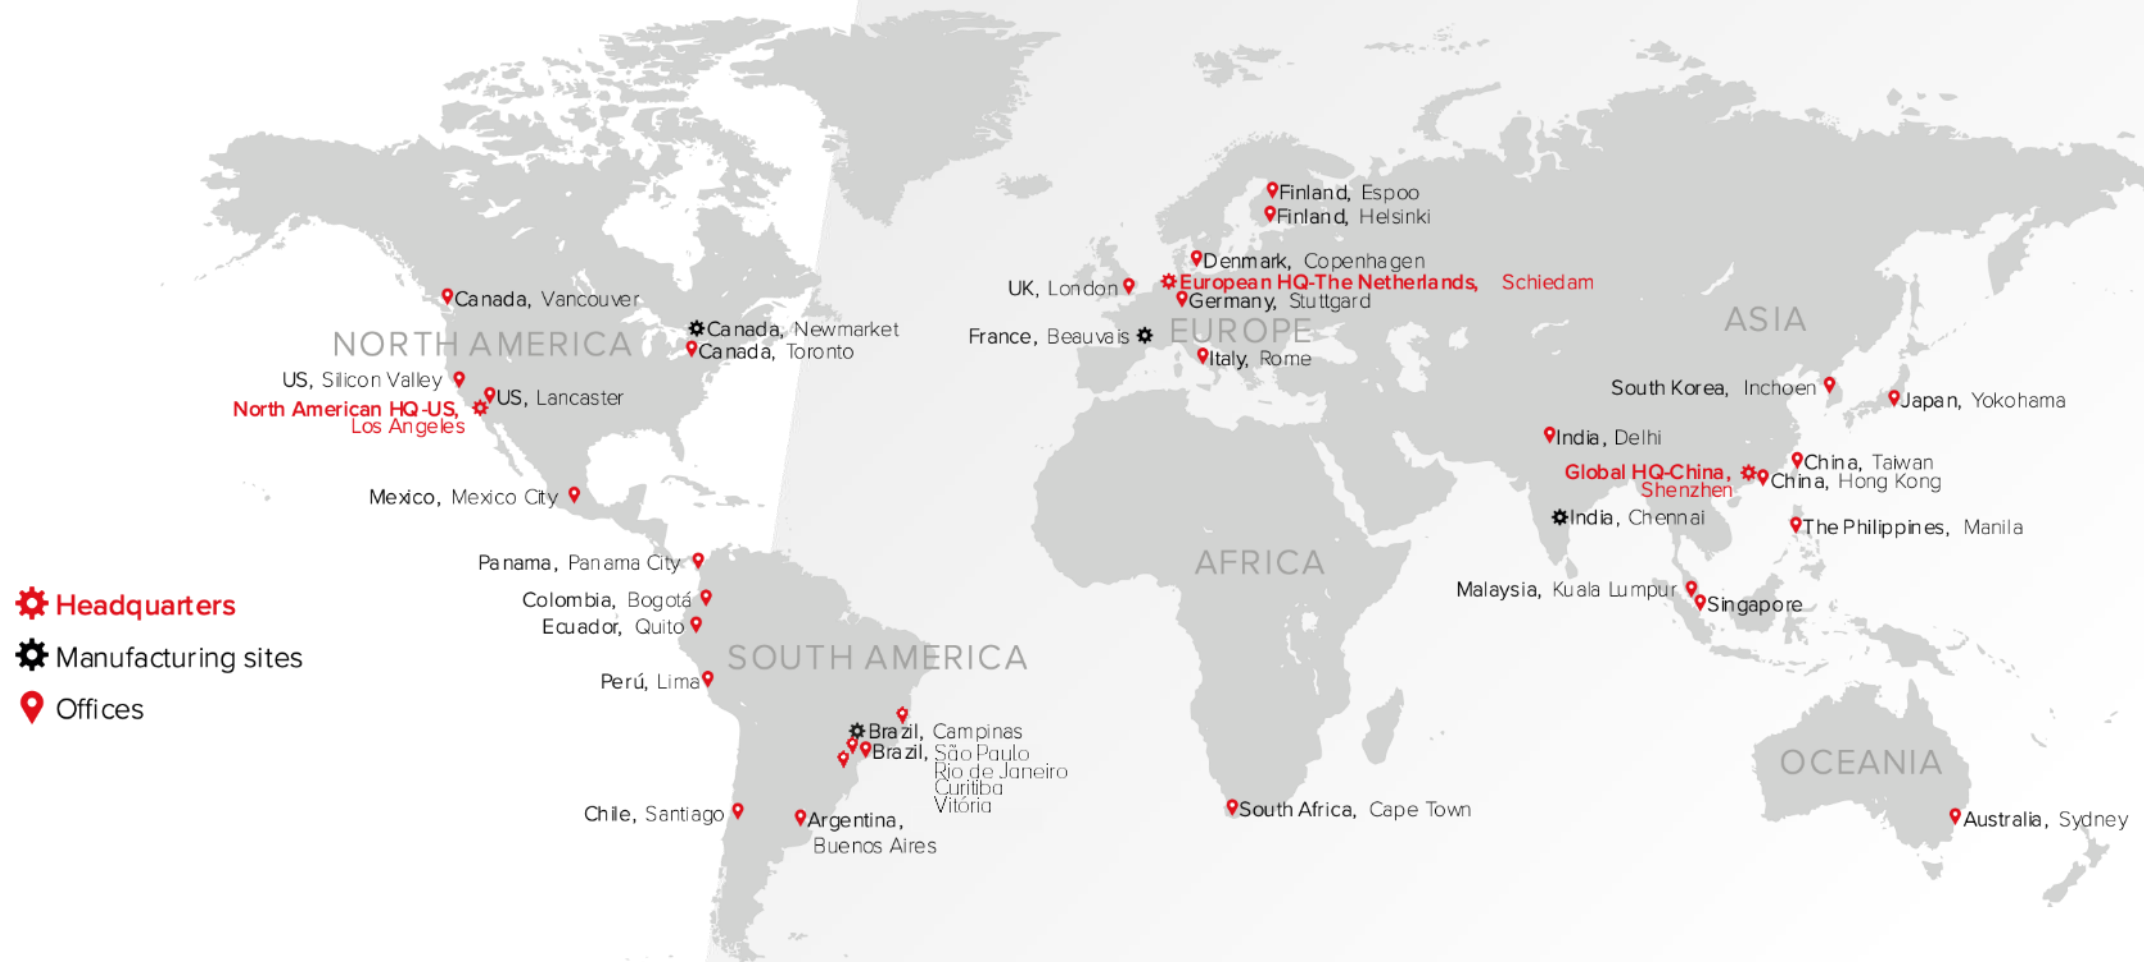 Finland, Espoo
Finland, Helsinki
Denmark, Copenhagen
European HQ-The Netherlands, Schiedam
UK, London
Germany, Stuttgard
Canada, Vancouver
ASIA
Canada, Newmarket
EUROPE
France, Beauvais
NORTH AMERICA
Canada, Toronto
Italy, Rome
US, Silicon Valley
South Korea, Inchoen
US, Lancaster
Japan, Yokohama
North American HQ-US,
Los Angeles
India, Delhi
China, Taiwan
Global HQ-China,
Shenzhen
China, Hong Kong
Mexico, Mexico City
India, Chennai
The Philippines, Manila
Panama, Panama City
AFRICA
Malaysia, Kuala Lumpur
Singapore
Colombia, Bogotá
Ecuador, Quito
SOUTH AMERICA
Perú, Lima
Brazil, Campinas
Brazil, São Paulo
Rio de Janeiro
Curitiba
Vitória
OCEANIA
Chile, Santiago
Argentina,
Buenos Aires
South Africa, Cape Town
Australia, Sydney
Headquarters
Manufacturing sites
Offices